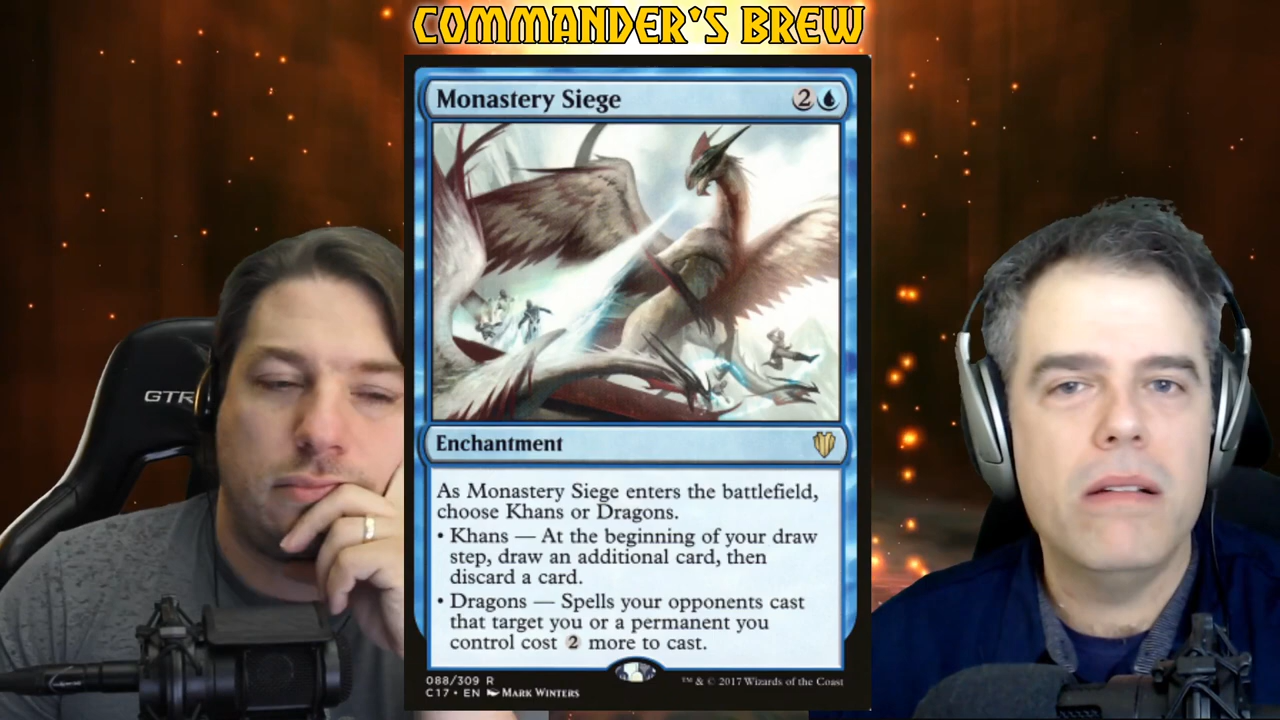 COMMANDER'S BREW
Monastery Siege 2
GTR
Enchantment
As Monastery Siege enters the battlefield,
choose Khans or Dragons.
• Khans — At the beginning of your draw
step, draw an additional card, then
discard a card.
• Dragons — Spells your opponents cast
that target you or a permanent you
control cost 2 more to cast.
088/309 R
C17 • EN MARK WINTERS
™ & © 2017 Wizards of the Coast